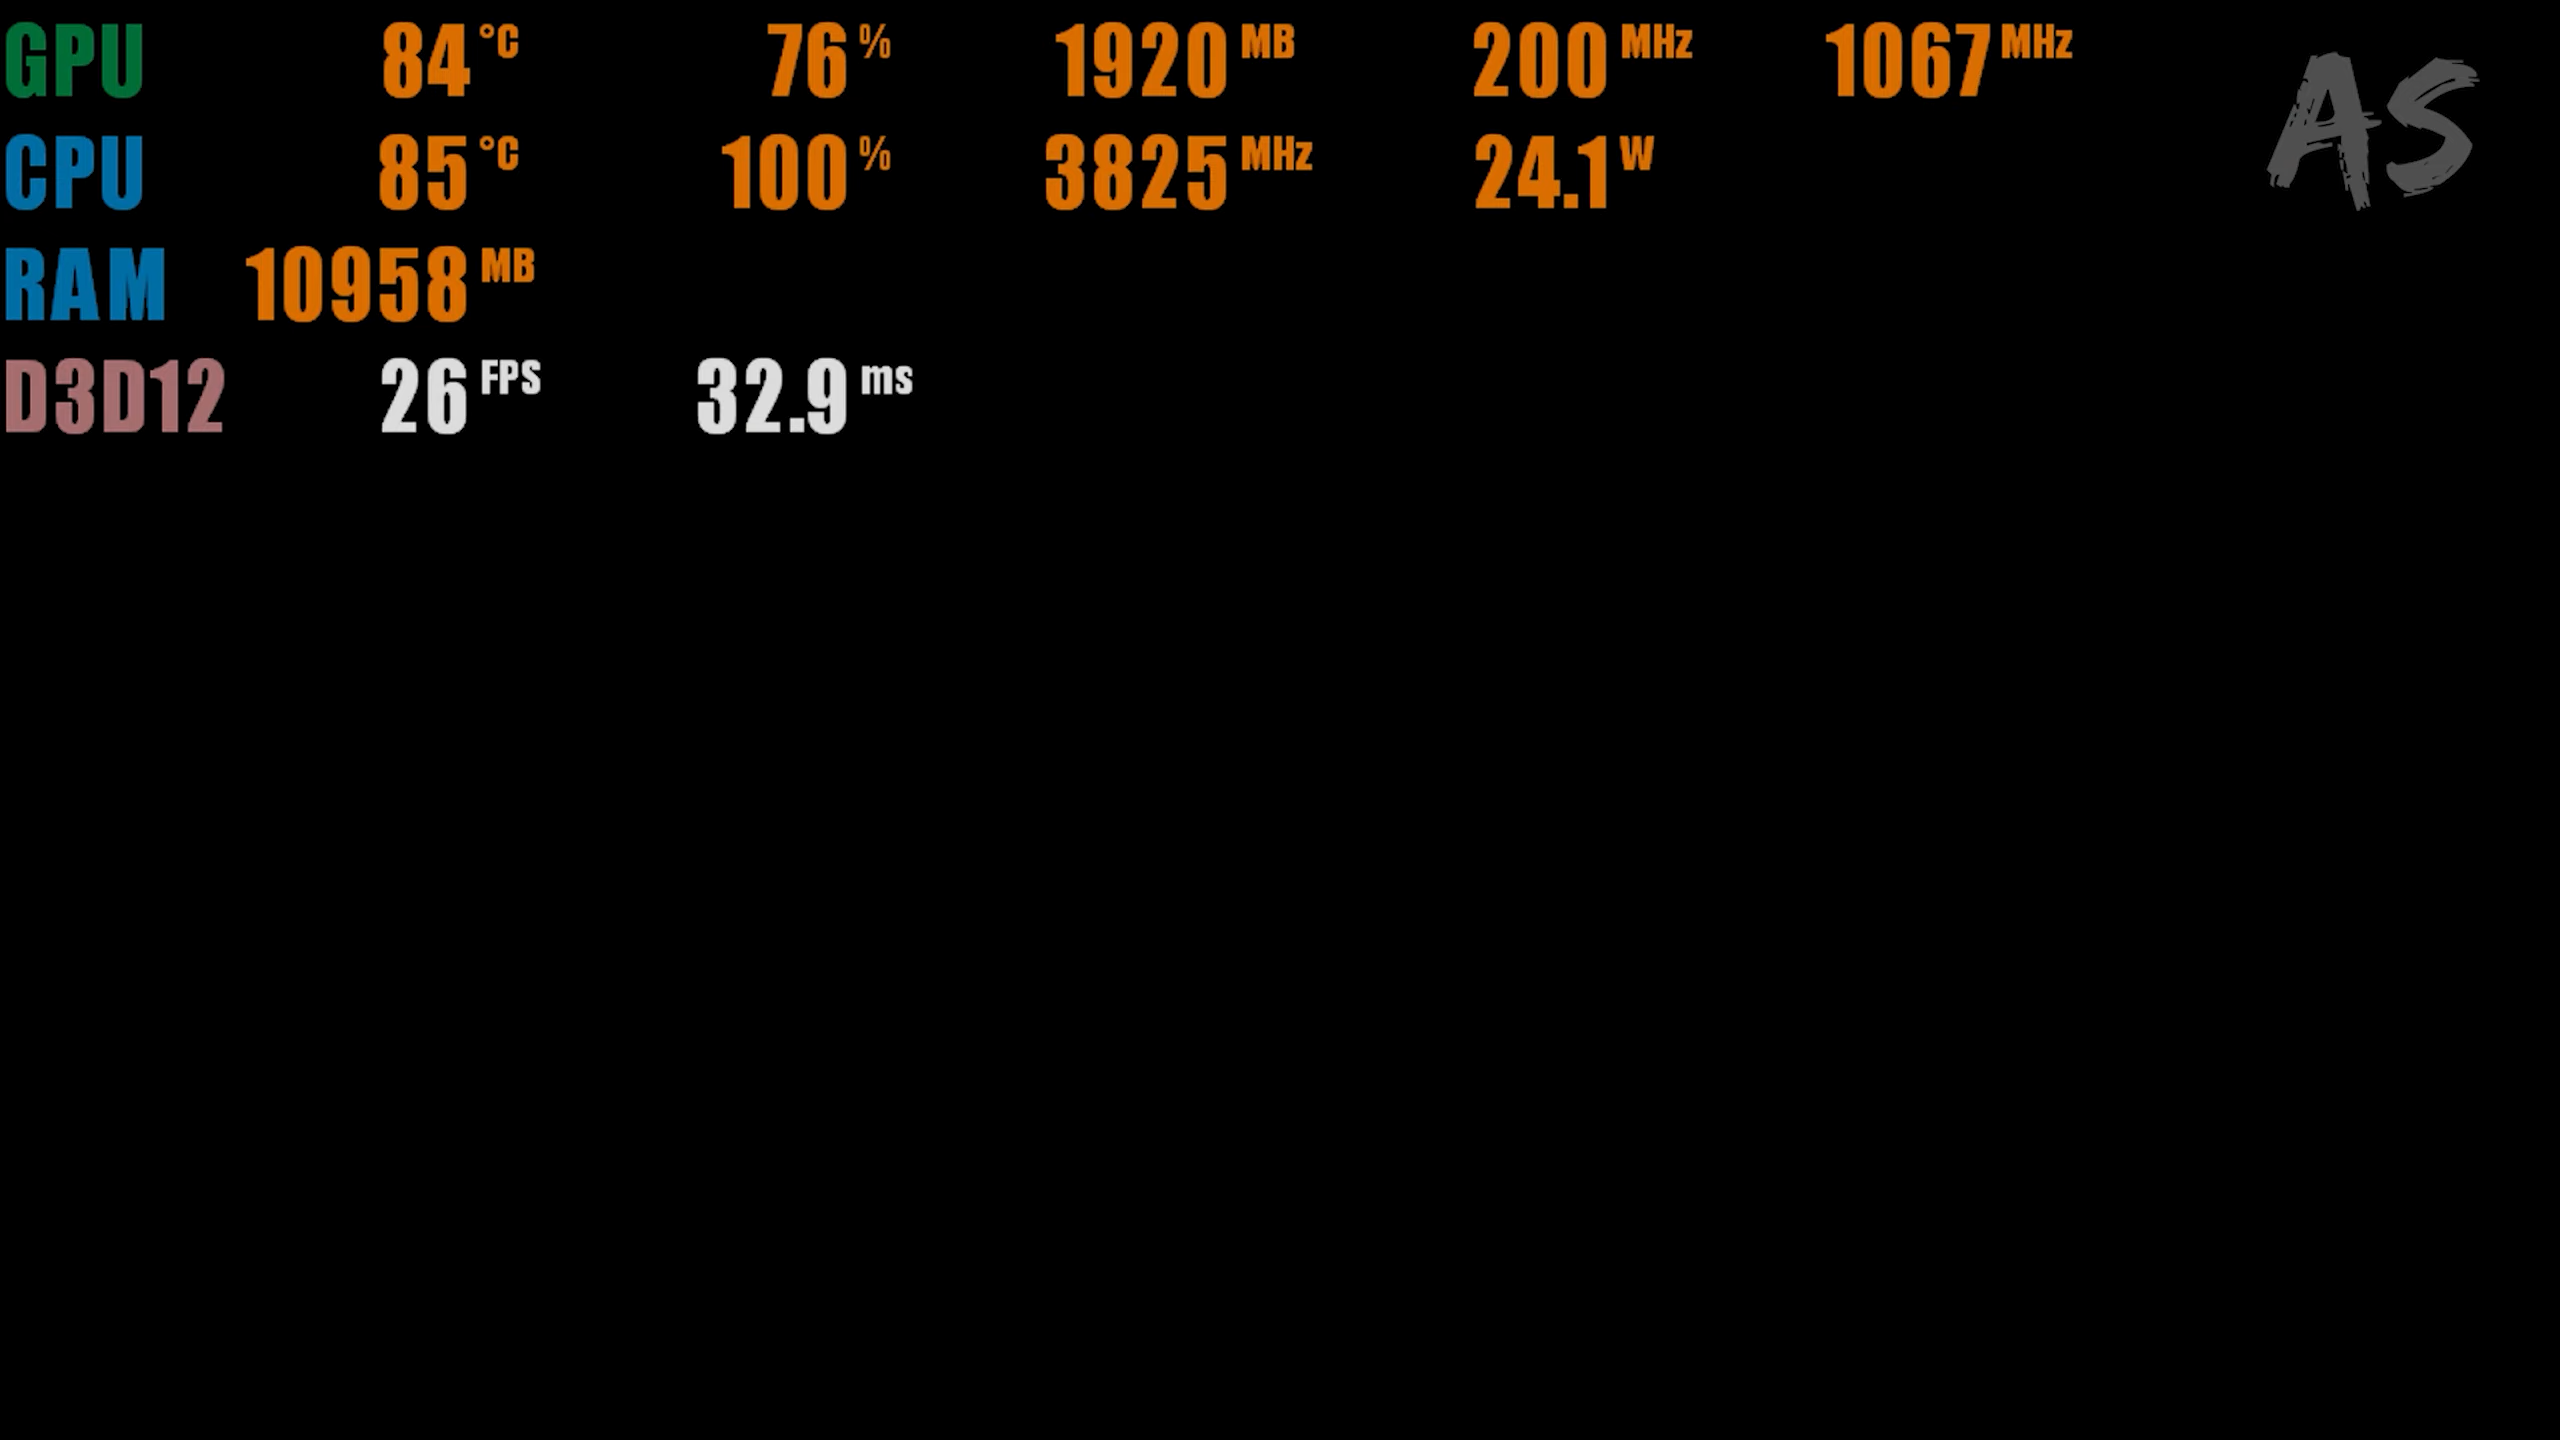 GPU 84 °C 76 % 1920 MB 200 MHz 1067 MHz
AS
CPU 85 °C 100 % 3825 MHz 24.1 W
RAM 10958 MB
D3D12 26 FPS 32.9 ms